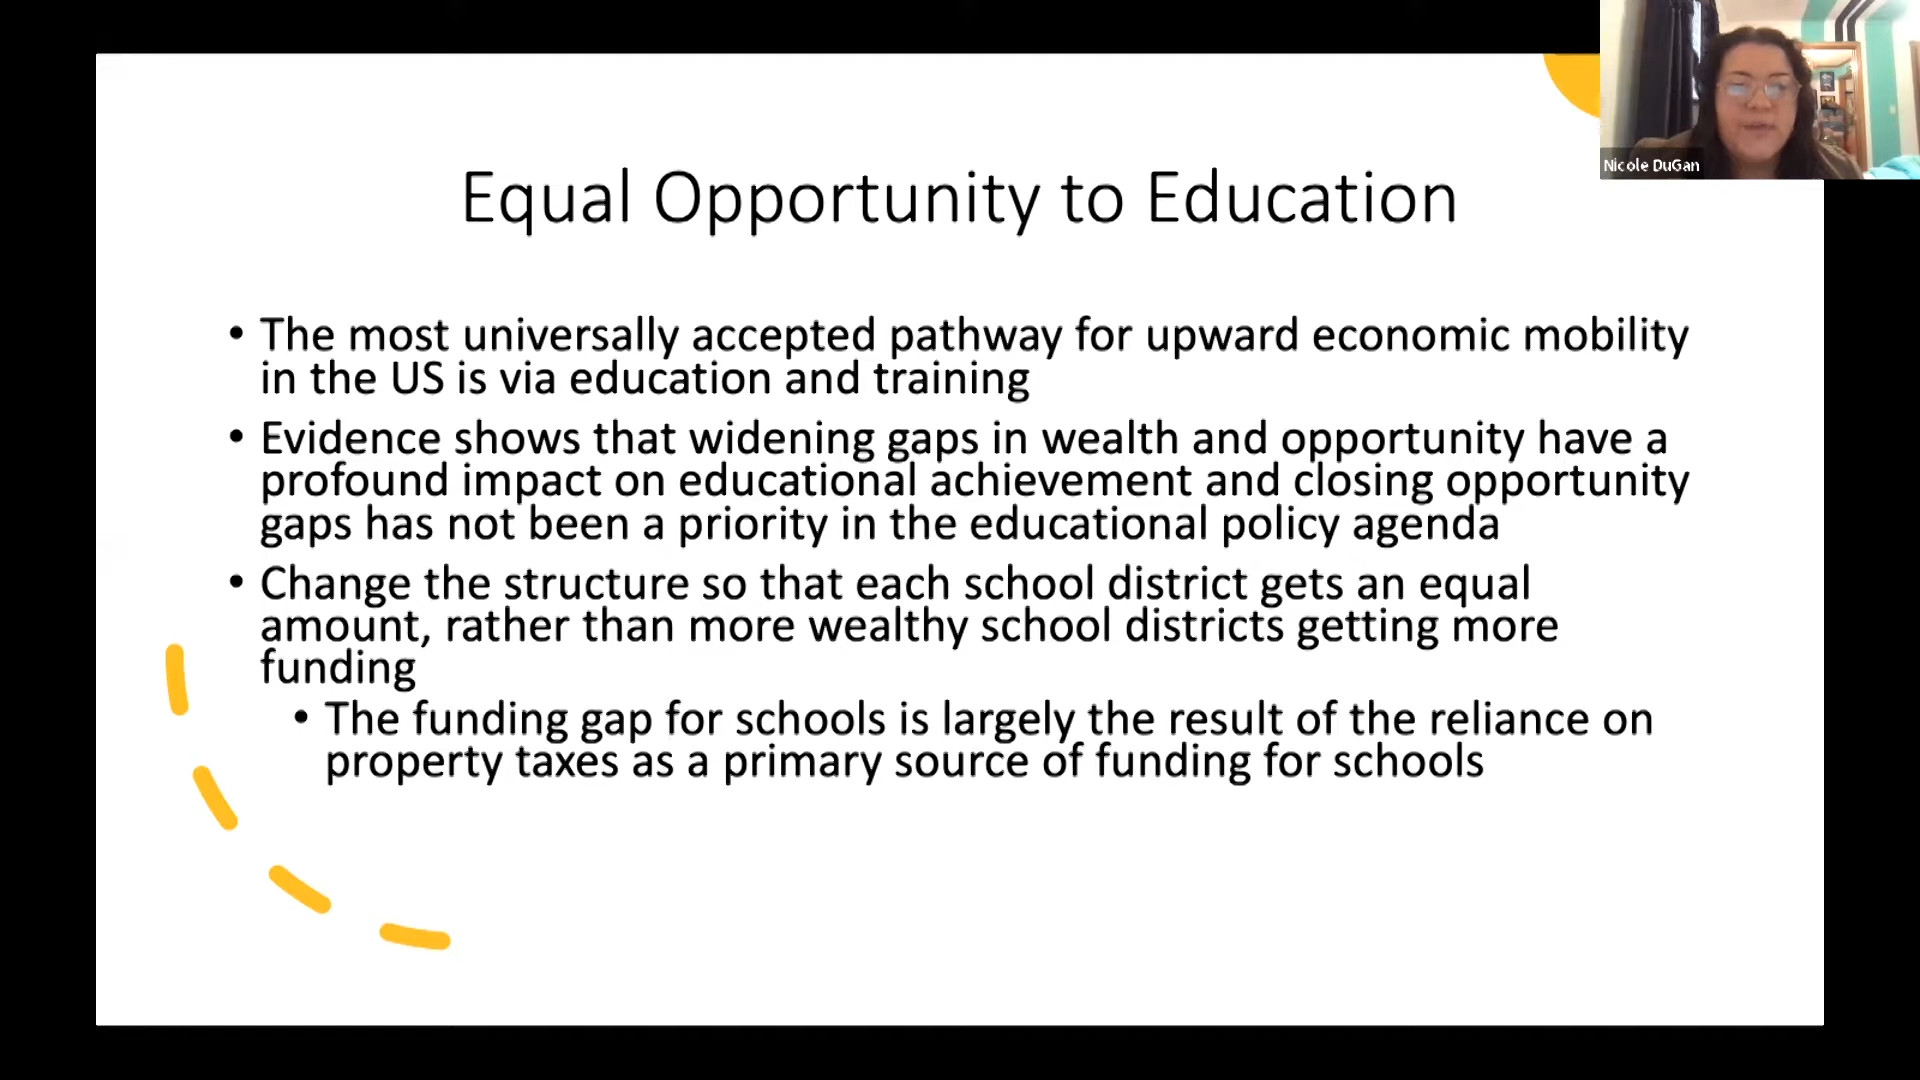 Nicole DuGan
Equal Opportunity to Education
• The most universally accepted pathway for upward economic mobility
in the US is via education and training
• Evidence shows that widening gaps in wealth and opportunity have a
profound impact on educational achievement and closing opportunity
gaps has not been a priority in the educational policy agenda
• Change the structure so that each school district gets an equal
amount, rather than more wealthy school districts getting more
funding
• The funding gap for schools is largely the result of the reliance on
property taxes as a primary source of funding for schools